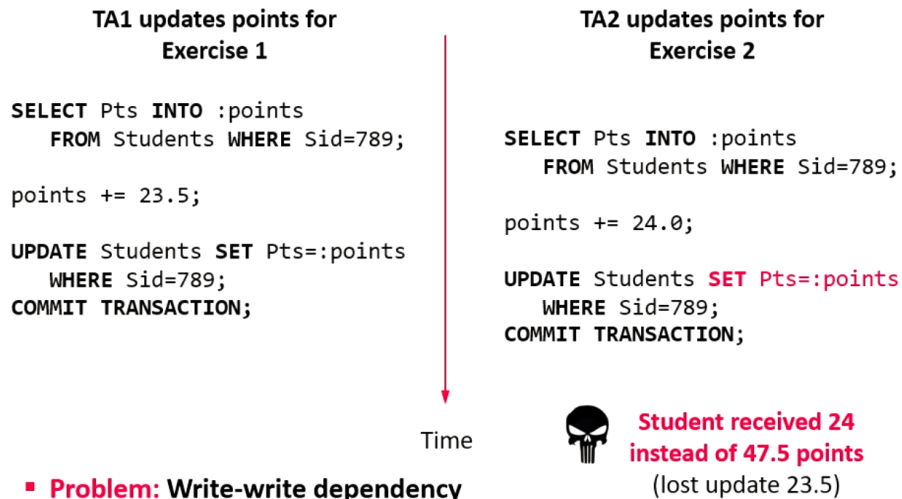 TA1 updates points for
Exercise 1
SELECT Pts INTO :points
FROM Students WHERE Sid=789;
points += 23.5;
UPDATE Students SET Pts=:points
WHERE Sid=789;
COMMIT TRANSACTION;
TA2 updates points for
Exercise 2
SELECT Pts INTO :points
FROM Students WHERE Sid=789;
points += 24.0;
UPDATE Students SET Pts=:points
WHERE Sid=789;
COMMIT TRANSACTION;
Time
Student received 24
instead of 47.5 points
(lost update 23.5)
▪ Problem: Write-write dependency